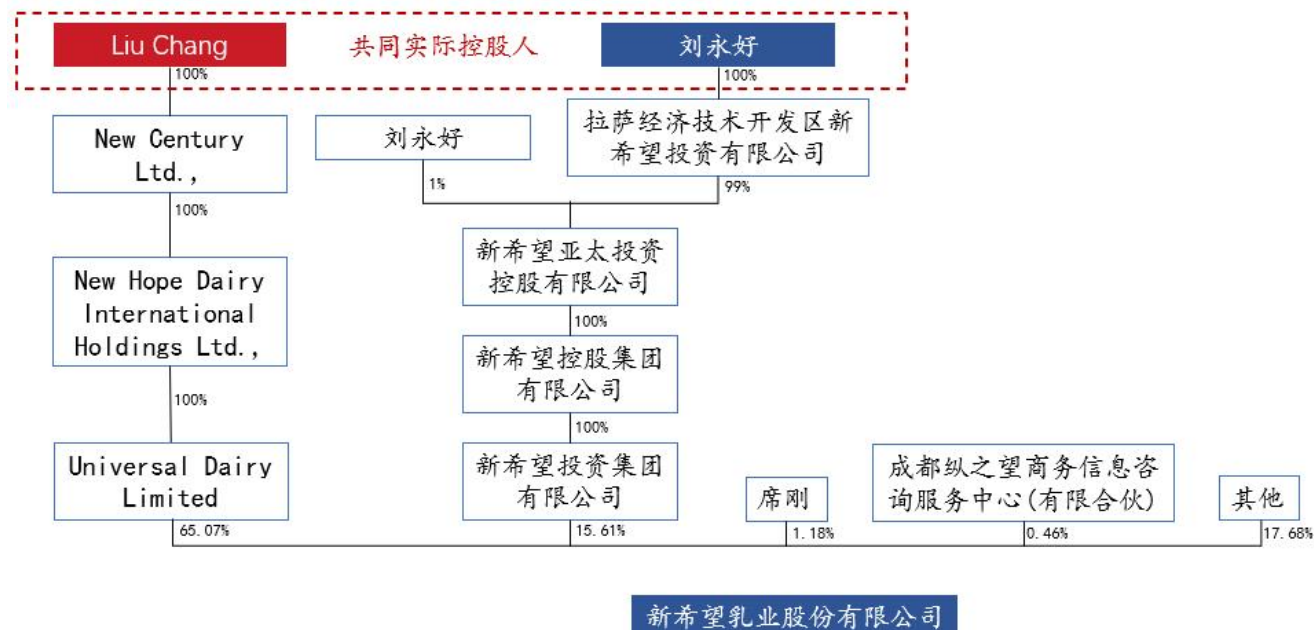 Liu Chang
共同实际控股人
刘永好
100%
100%
New Century
Ltd.,
刘永好
拉萨经济技术开发区新
希望投资有限公司
1%
99%
100%
新希望亚太投资
控股有限公司
New Hope Dairy
International
Holdings Ltd.,
100%
新希望控股集团
有限公司
100%
100%
Universal Dairy
Limited
新希望投资集团
有限公司
席刚
成都纵之望商务信息咨
询服务中心(有限合伙)
其他
65.07%
15.61%
1.18%
0.46%
17.68%
新希望乳业股份有限公司